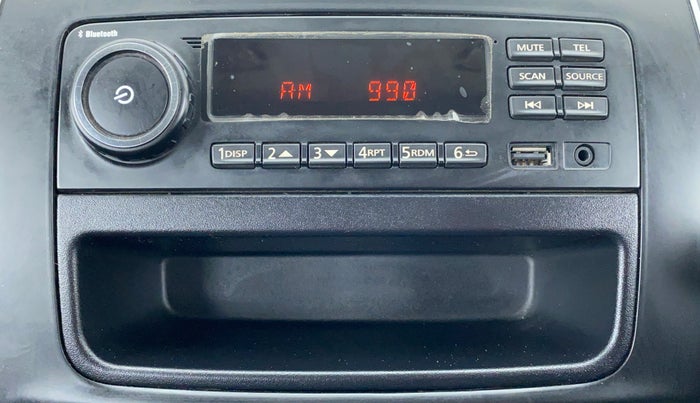 Bluetooth
MUTE TEL
AM 990
SCAN SOURCE
1DISP 2 3 4RPT 5RDM 6